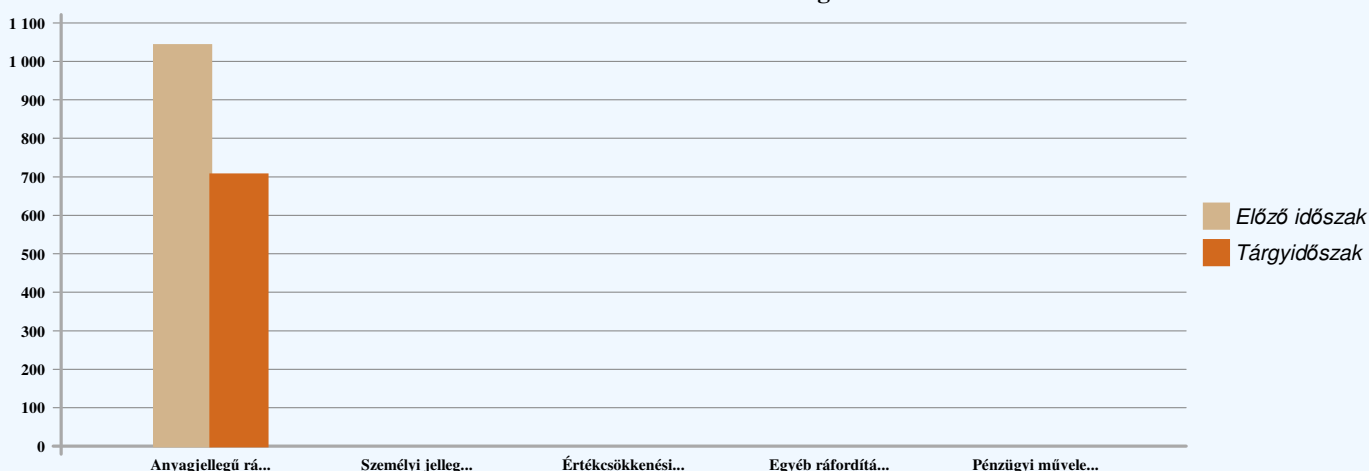 1 100
1 000
900
800
700
600
500
400
300
200
100
0
Anyagjellegű rá...
Személyi jelleg...
Értékcsökkenési...
Egyéb ráfordítá...
Pénzügyi művele...
Előző időszak
Tárgyidőszak